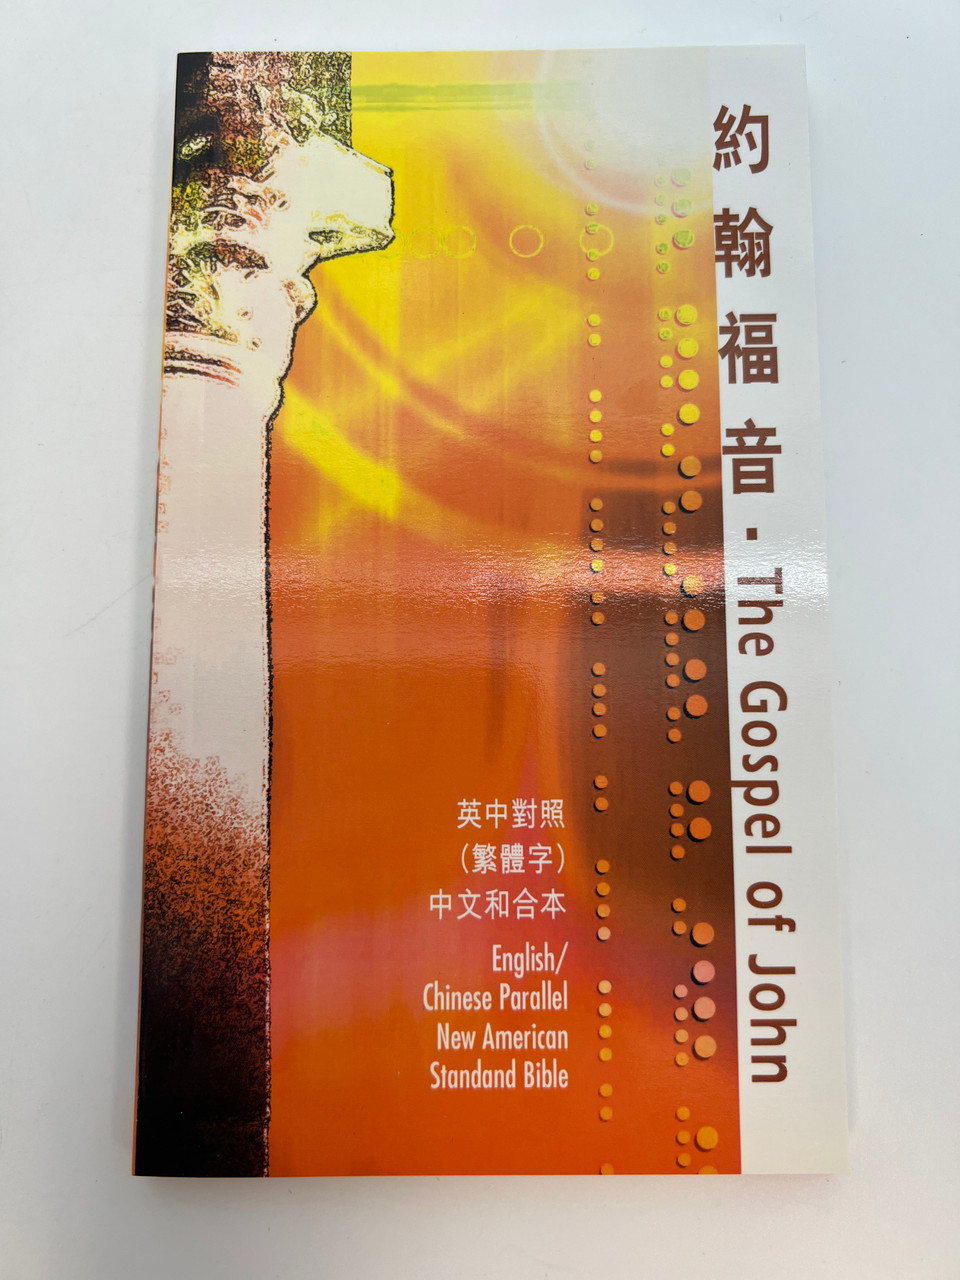 約翰福音·The Gospel of John
英中對照
（繁體字）
中文和合本
English/
Chinese Parallel
New American
Standand Bible